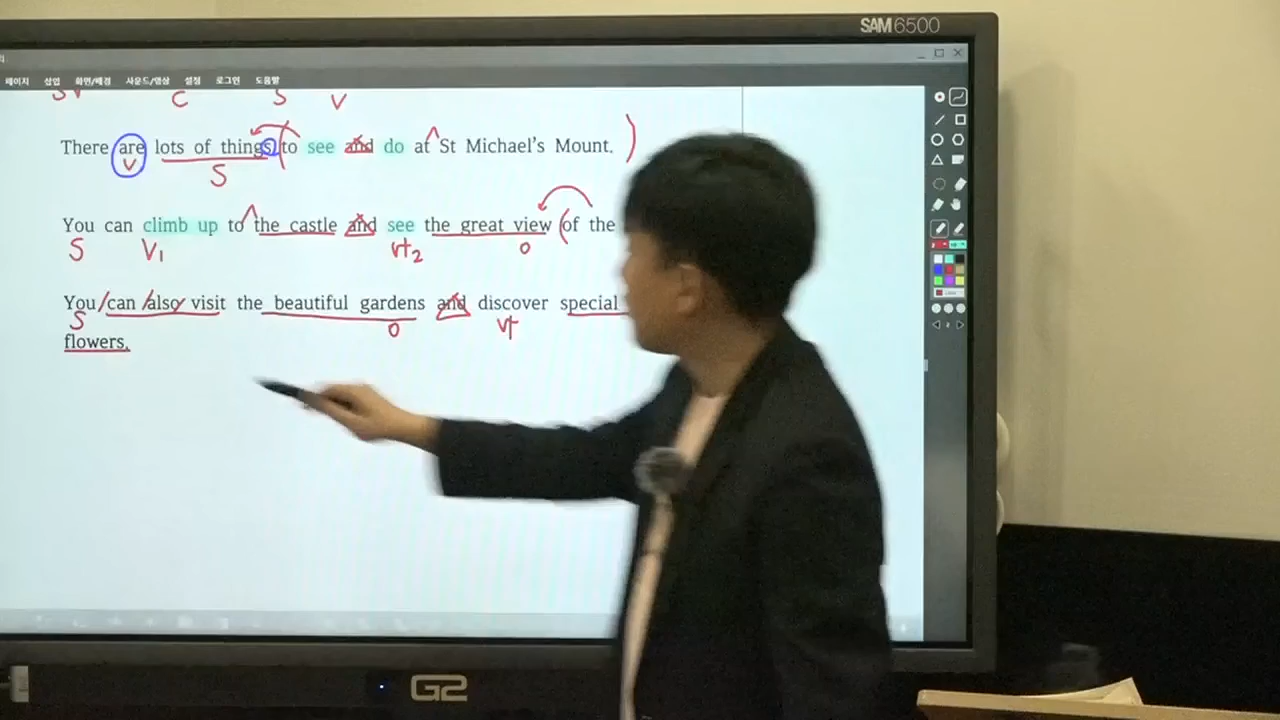 SAM6500
페이지 삽입 화면/배경 사운드/영상 설정 로그인 도움말
C S V
There are lots of things to see and do at St Michael's Mount. )
V S
You can climb up to the castle and see the great view (of the
S V1 vt2 o
You can also visit the beautiful gardens and discover special
S o vt
flowers.
G2